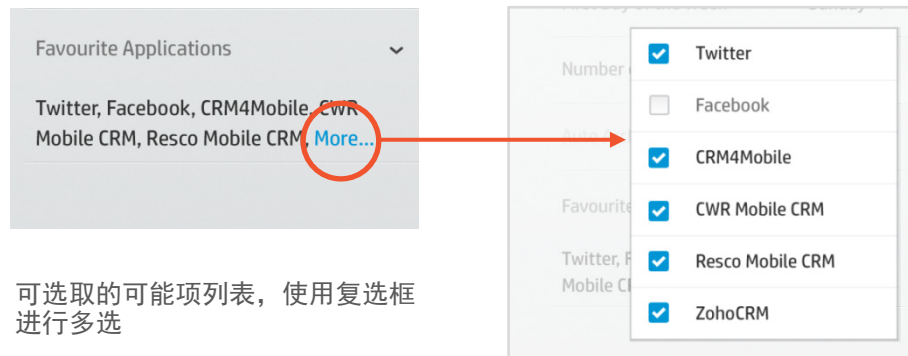 Favourite Applications
Twitter, Facebook, CRM4Mobile, CWR
Mobile CRM, Resco Mobile CRM, More...
可选取的可能项列表，使用复选框
进行多选
Number
Favourite
Twitter, F
Mobile C
Twitter
Facebook
CRM4Mobile
CWR Mobile CRM
Resco Mobile CRM
ZohoCRM